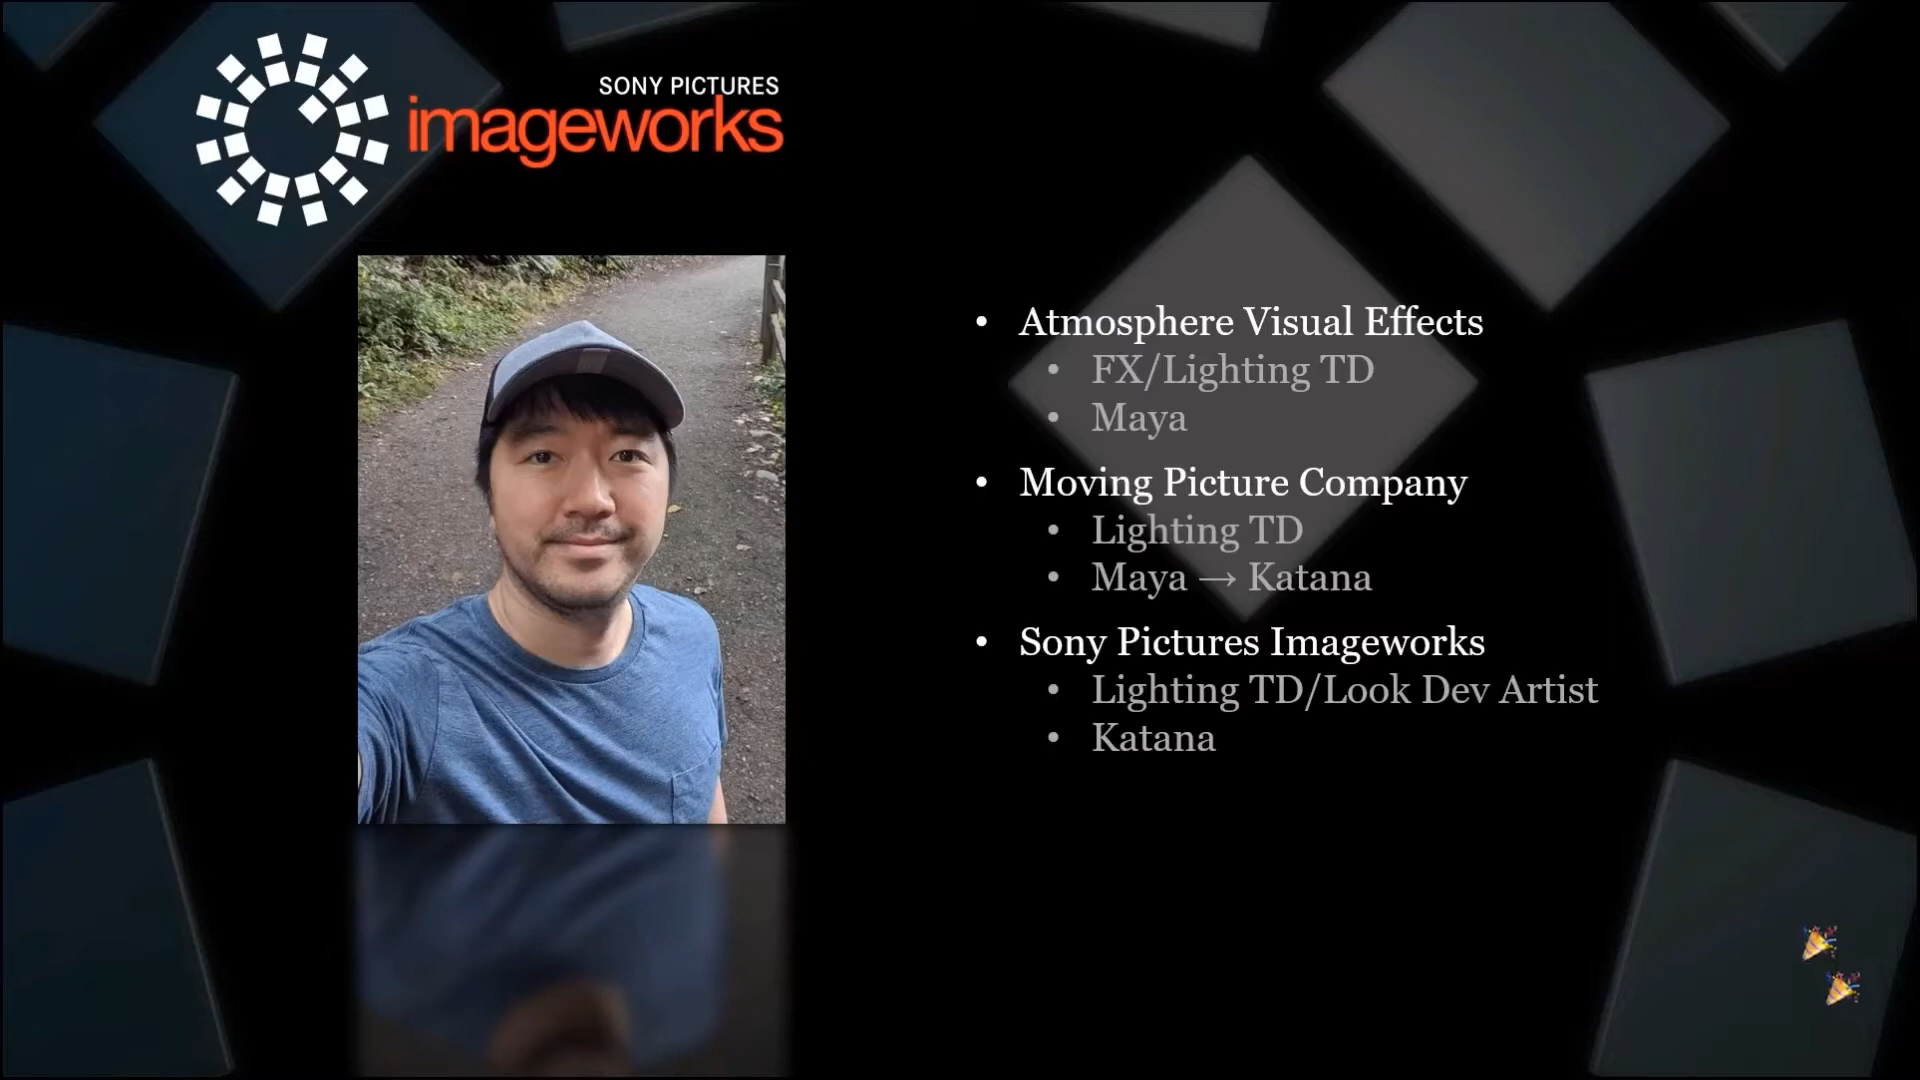 SONY PICTURES
imageworks
• Atmosphere Visual Effects
• FX/Lighting TD
• Maya
• Moving Picture Company
• Lighting TD
• Maya → Katana
• Sony Pictures Imageworks
• Lighting TD/Look Dev Artist
• Katana